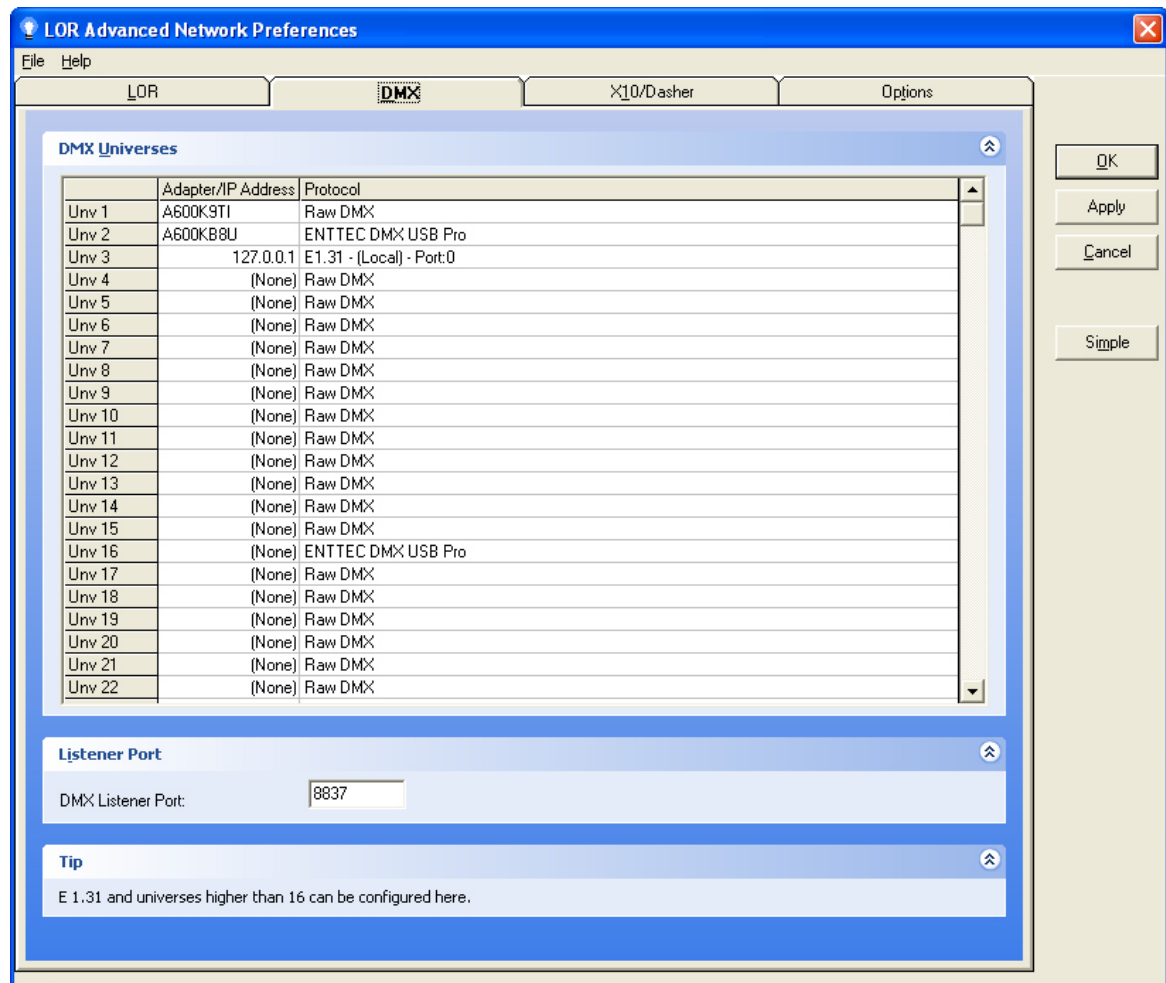 LOR Advanced Network Preferences
File Help
LOR DMX X10/Dasher Options
DMX Universes
OK
Adapter/IP Address Protocol
Unv 1 A600K9TI Raw DMX
Apply
Unv 2 A600KB8U ENTTEC DMX USB Pro
Unv 3 127.0.0.1 E1.31 - (Local) - Port:0
Cancel
Unv 4 (None) Raw DMX
Unv 5 (None) Raw DMX
Unv 6 (None) Raw DMX
Unv 7 (None) Raw DMX
Simple
Unv 8 (None) Raw DMX
Unv 9 (None) Raw DMX
Unv 10 (None) Raw DMX
Unv 11 (None) Raw DMX
Unv 12 (None) Raw DMX
Unv 13 (None) Raw DMX
Unv 14 (None) Raw DMX
Unv 15 (None) Raw DMX
Unv 16 (None) ENTTEC DMX USB Pro
Unv 17 (None) Raw DMX
Unv 18 (None) Raw DMX
Unv 19 (None) Raw DMX
Unv 20 (None) Raw DMX
Unv 21 (None) Raw DMX
Unv 22 (None) Raw DMX
Listener Port
DMX Listener Port: 8837
Tip
E 1.31 and universes higher than 16 can be configured here.